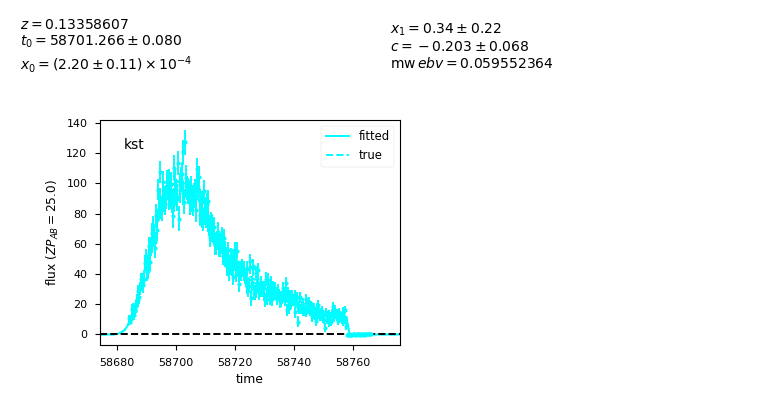 z = 0.13358607
t₀ = 58701.266 ± 0.080
x₀ = (2.20 ± 0.11) × 10⁻⁴
x₁ = 0.34 ± 0.22
c = −0.203 ± 0.068
mw ebv = 0.059552364
kst
fitted
true
140
120
100
80
60
40
20
0
flux (ZP_AB = 25.0)
58680 58700 58720 58740 58760
time